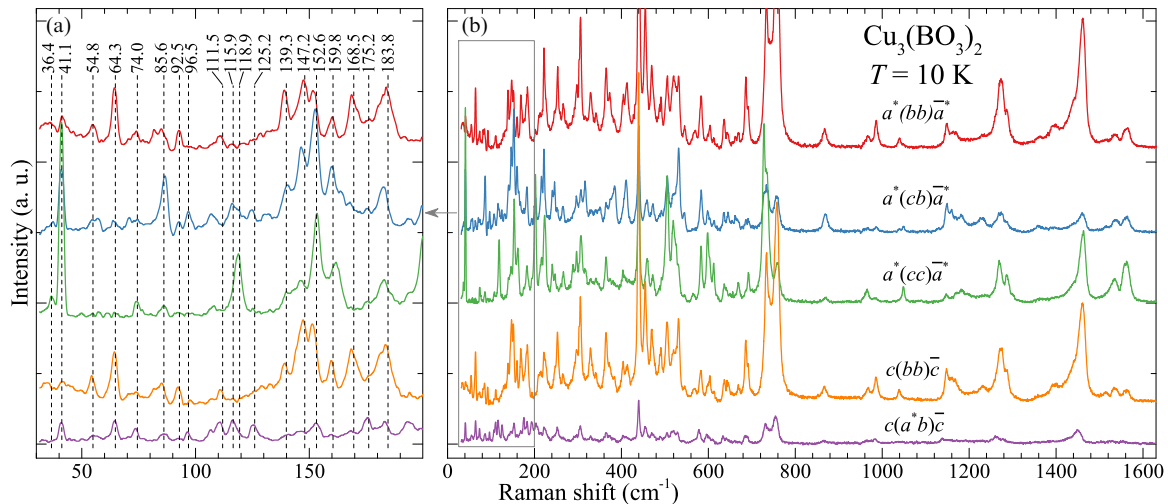 (a)
36.4
41.1
54.8
64.3
74.0
85.6
92.5
96.5
111.5
115.9
118.9
125.2
139.3
147.2
152.6
159.8
168.5
175.2
183.8
(b)
Cu₃(BO₃)₂
T = 10 K
a*(bb)a̅*
a*(cb)a̅*
a*(cc)a̅*
c(bb)c̅
c(a*b)c̅
Intensity (a. u.)
50 100 150
0 200 400 600 800 1000 1200 1400 1600
Raman shift (cm⁻¹)